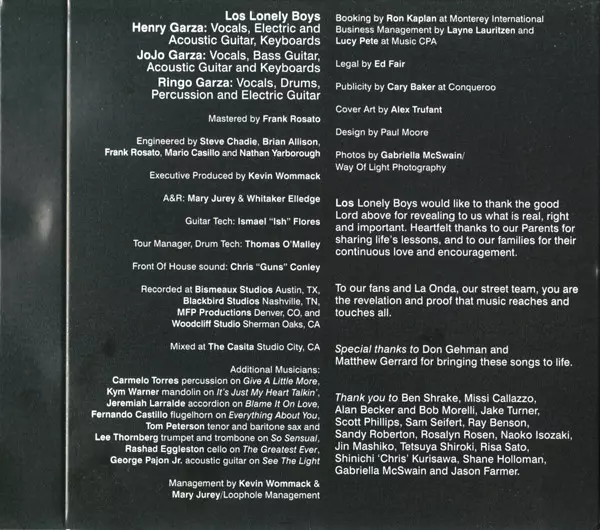 Los Lonely Boys
Henry Garza: Vocals, Electric and
Acoustic Guitar, Keyboards
JoJo Garza: Vocals, Bass Guitar,
Acoustic Guitar and Keyboards
Ringo Garza: Vocals, Drums,
Percussion and Electric Guitar
Mastered by Frank Rosato
Engineered by Steve Chadie, Brian Allison,
Frank Rosato, Mario Casillo and Nathan Yarborough
Executive Produced by Kevin Wommack
A&R: Mary Jurey & Whitaker Elledge
Guitar Tech: Ismael "Ish" Flores
Tour Manager, Drum Tech: Thomas O'Malley
Front Of House sound: Chris "Guns" Conley
Recorded at Bismeaux Studios Austin, TX,
Blackbird Studios Nashville, TN,
MFP Productions Denver, CO, and
Woodcliff Studio Sherman Oaks, CA
Mixed at The Casita Studio City, CA
Additional Musicians:
Carmelo Torres percussion on Give A Little More,
Kym Warner mandolin on It's Just My Heart Talkin',
Jeremiah Larralde accordion on Blame It On Love,
Fernando Castillo flugelhorn on Everything About You,
Tom Peterson tenor and baritone sax and
Lee Thornberg trumpet and trombone on So Sensual,
Rashad Eggleston cello on The Greatest Ever,
George Pajon Jr. acoustic guitar on See The Light
Management by Kevin Wommack &
Mary Jurey/Loophole Management
Booking by Ron Kaplan at Monterey International
Business Management by Layne Lauritzen and
Lucy Pete at Music CPA
Legal by Ed Fair
Publicity by Cary Baker at Conqueroo
Cover Art by Alex Trufant
Design by Paul Moore
Photos by Gabriella McSwain/
Way Of Light Photography
Los Lonely Boys would like to thank the good
Lord above for revealing to us what is real, right
and important. Heartfelt thanks to our Parents for
sharing life's lessons, and to our families for their
continuous love and encouragement.
To our fans and La Onda, our street team, you are
the revelation and proof that music reaches and
touches all.
Special thanks to Don Gehman and
Matthew Gerrard for bringing these songs to life.
Thank you to Ben Shrake, Missi Callazzo,
Alan Becker and Bob Morelli, Jake Turner,
Scott Phillips, Sam Seifert, Ray Benson,
Sandy Roberton, Rosalyn Rosen, Naoko Isozaki,
Jin Mashiko, Tetsuya Shiroki, Risa Sato,
Shinichi 'Chris' Kurisawa, Shane Holloman,
Gabriella McSwain and Jason Farmer.